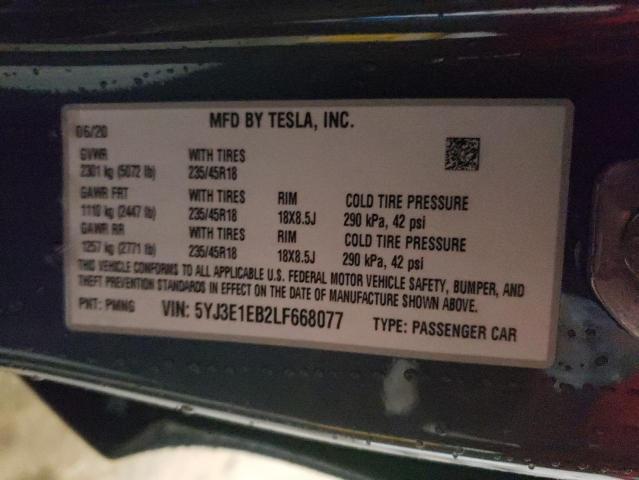 MFD BY TESLA, INC.
06/20
GVWR WITH TIRES
2301 kg (5072 lb) 235/45R18
GAWR FRT WITH TIRES RIM COLD TIRE PRESSURE
1110 kg (2447 lb) 235/45R18 18X8.5J 290 kPa, 42 psi
GAWR RR WITH TIRES RIM COLD TIRE PRESSURE
1257 kg (2771 lb) 235/45R18 18X8.5J 290 kPa, 42 psi
THIS VEHICLE CONFORMS TO ALL APPLICABLE U.S. FEDERAL MOTOR VEHICLE SAFETY, BUMPER, AND
THEFT PREVENTION STANDARDS IN EFFECT ON THE DATE OF MANUFACTURE SHOWN ABOVE.
PNT: PMNG VIN: 5YJ3E1EB2LF668077 TYPE: PASSENGER CAR